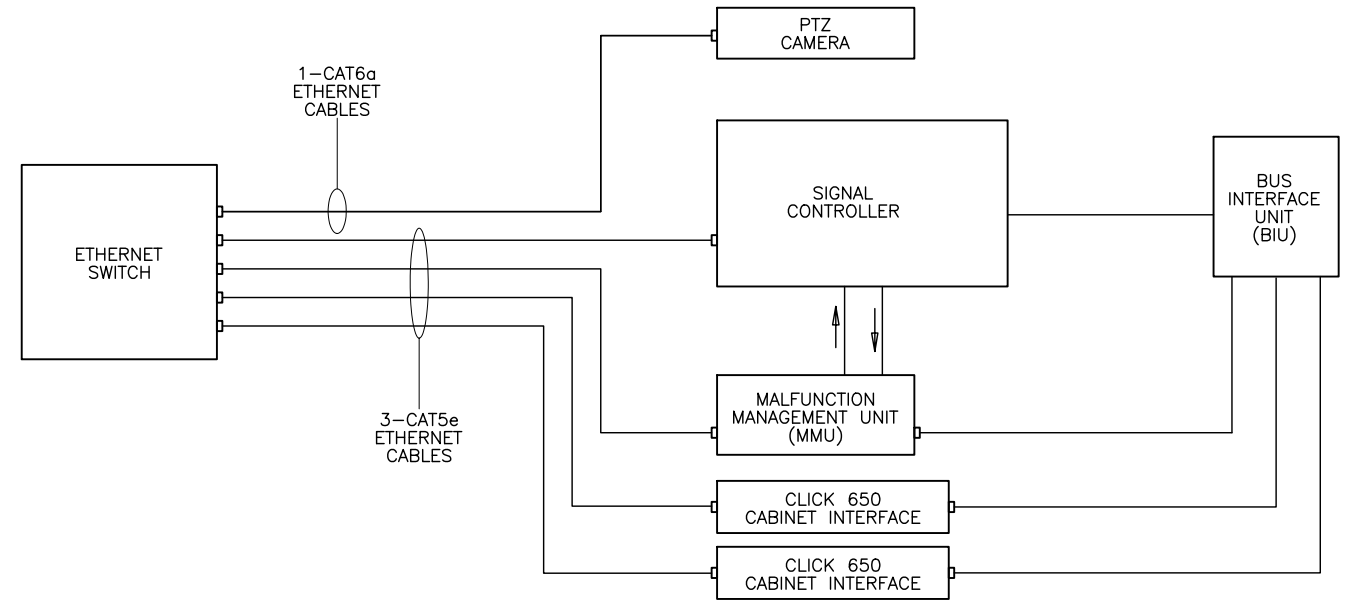 PTZ
CAMERA
1-CAT6a
ETHERNET
CABLES
SIGNAL
CONTROLLER
BUS
INTERFACE
UNIT
(BIU)
ETHERNET
SWITCH
MALFUNCTION
MANAGEMENT UNIT
(MMU)
3-CAT5e
ETHERNET
CABLES
CLICK 650
CABINET INTERFACE
CLICK 650
CABINET INTERFACE